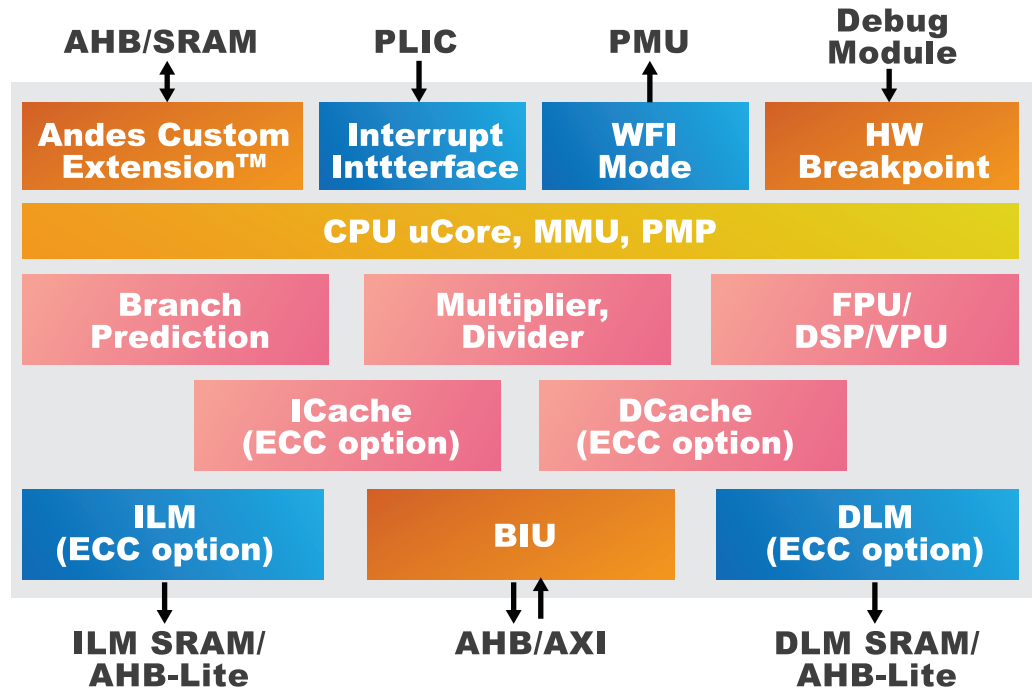 AHB/SRAM
PLIC
PMU
Debug
Module
Andes Custom
Extension™
Interrupt
Inttterface
WFI
Mode
HW
Breakpoint
CPU uCore, MMU, PMP
Branch
Prediction
Multiplier,
Divider
FPU/
DSP/VPU
ICache
(ECC option)
DCache
(ECC option)
ILM
(ECC option)
BIU
DLM
(ECC option)
ILM SRAM/
AHB-Lite
AHB/AXI
DLM SRAM/
AHB-Lite